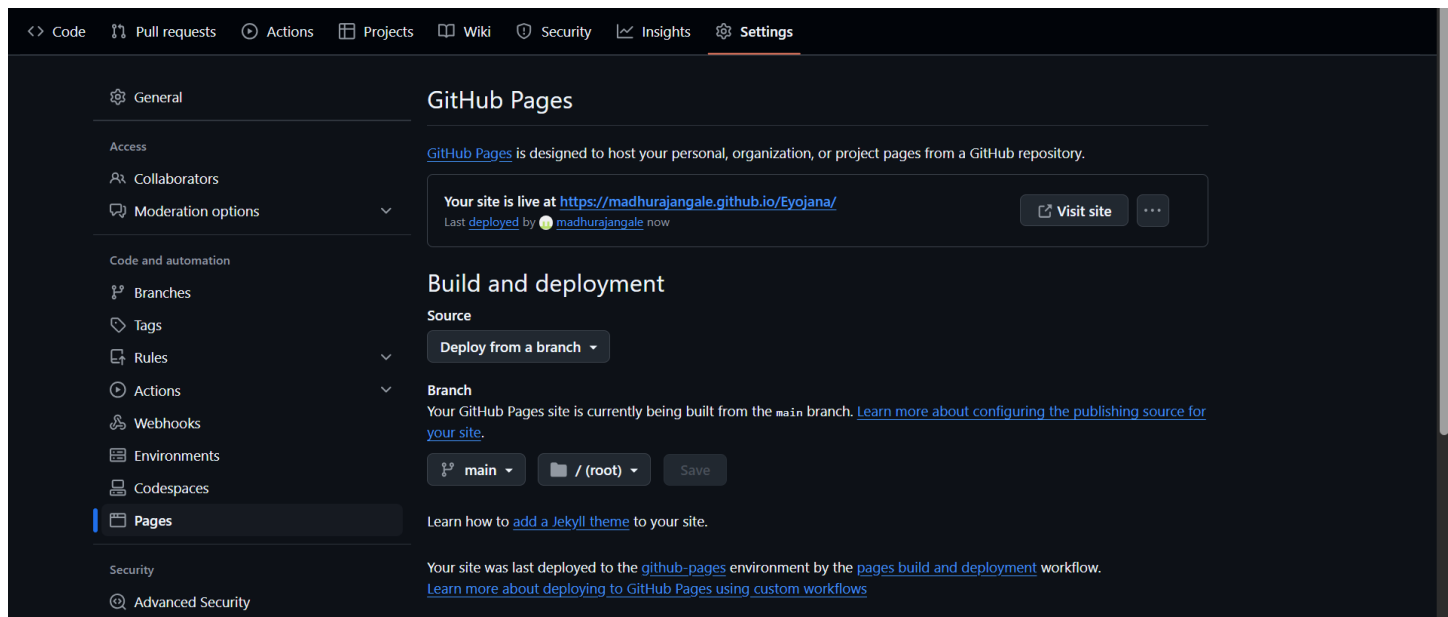 Code Pull requests Actions Projects Wiki Security Insights Settings
General
Access
Collaborators
Moderation options
Code and automation
Branches
Tags
Rules
Actions
Webhooks
Environments
Codespaces
Pages
Security
Advanced Security
GitHub Pages
GitHub Pages is designed to host your personal, organization, or project pages from a GitHub repository.
Your site is live at https://madhurajangale.github.io/Eyojana/
Last deployed by madhurajangale now
Visit site
Build and deployment
Source
Deploy from a branch
Branch
Your GitHub Pages site is currently being built from the main branch. Learn more about configuring the publishing source for
your site.
main / (root) Save
Learn how to add a Jekyll theme to your site.
Your site was last deployed to the github-pages environment by the pages build and deployment workflow.
Learn more about deploying to GitHub Pages using custom workflows